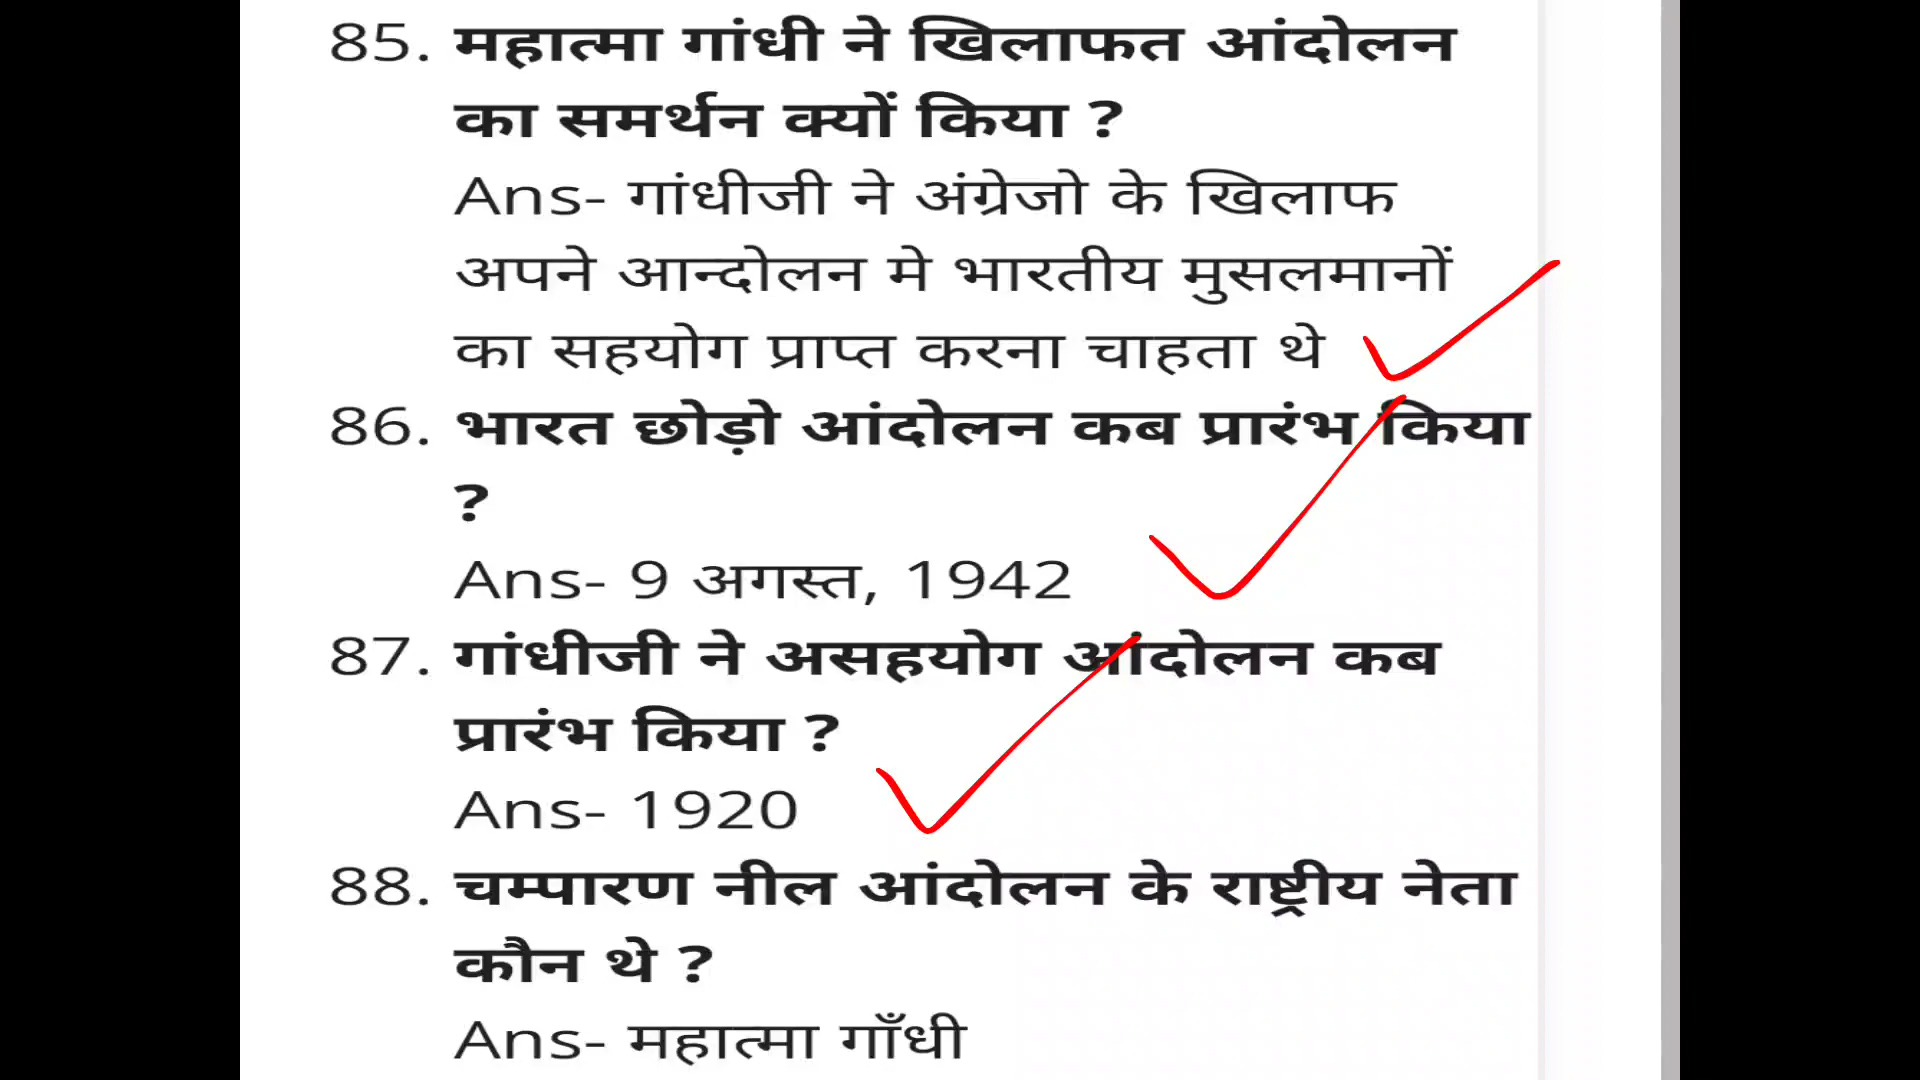 85. महात्मा गांधी ने खिलाफत आंदोलन
का समर्थन क्यों किया ?
Ans- गांधीजी ने अंग्रेजो के खिलाफ
अपने आन्दोलन मे भारतीय मुसलमानों
का सहयोग प्राप्त करना चाहता थे
86. भारत छोड़ो आंदोलन कब प्रारंभ किया
?
Ans- 9 अगस्त, 1942
87. गांधीजी ने असहयोग आंदोलन कब
प्रारंभ किया ?
Ans- 1920
88. चम्पारण नील आंदोलन के राष्ट्रीय नेता
कौन थे ?
Ans- महात्मा गाँधी